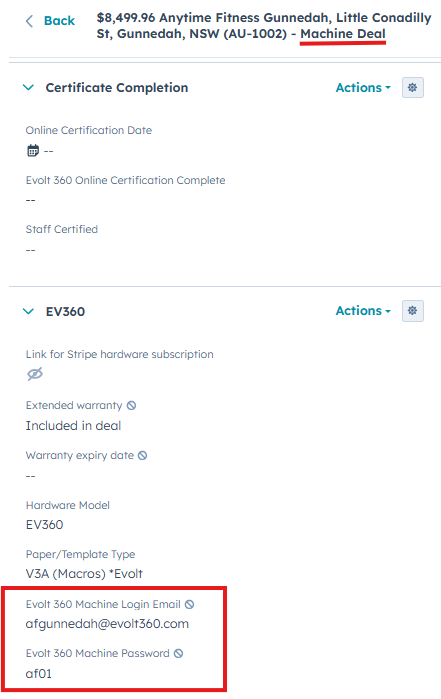 Back
$8,499.96 Anytime Fitness Gunnedah, Little Conadilly
St, Gunnedah, NSW (AU-1002) - Machine Deal
Certificate Completion
Actions
Online Certification Date
--
Evolt 360 Online Certification Complete
--
Staff Certified
--
EV360
Actions
Link for Stripe hardware subscription
Extended warranty
Included in deal
Warranty expiry date
--
Hardware Model
EV360
Paper/Template Type
V3A (Macros) *Evolt
Evolt 360 Machine Login Email
afgunnedah@evolt360.com
Evolt 360 Machine Password
af01